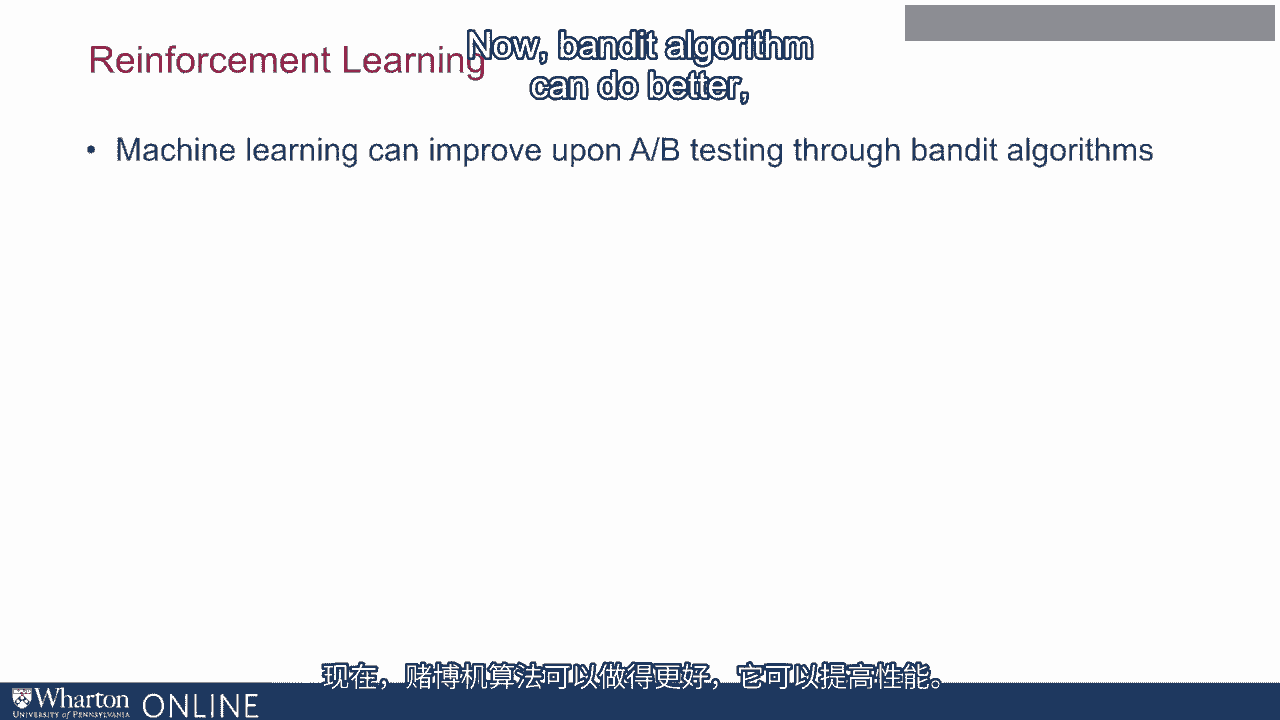 Reinforcement Learning
Now, bandit algorithm
can do better,
• Machine learning can improve upon A/B testing through bandit algorithms
现在，赌博机算法可以做得更好，它可以提高性能。
Wharton
UNIVERSITY of PENNSYLVANIA
ONLINE